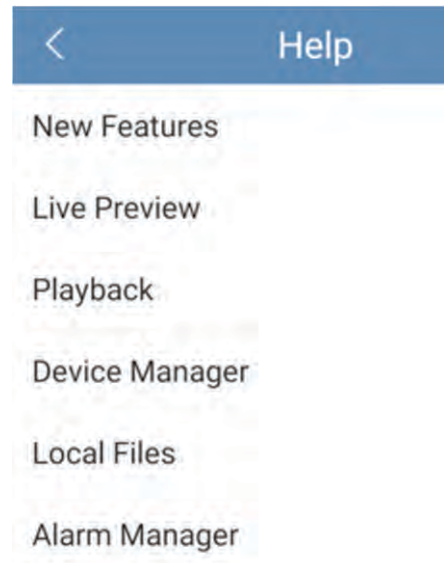 Help
New Features
Live Preview
Playback
Device Manager
Local Files
Alarm Manager